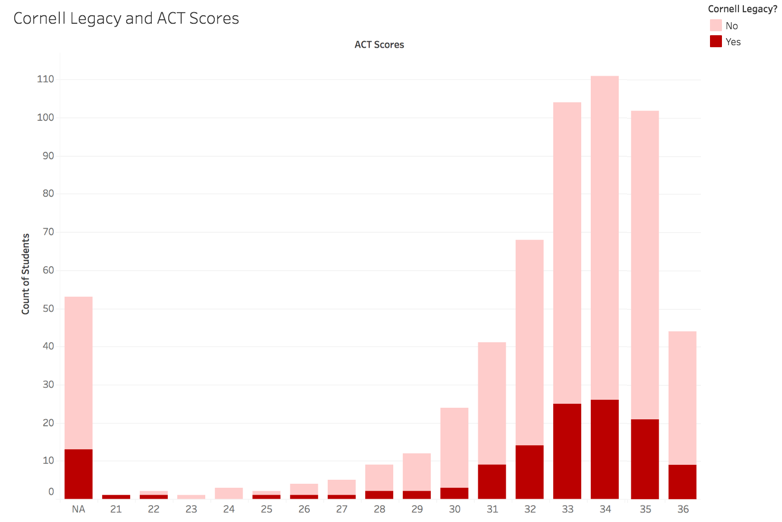 Cornell Legacy and ACT Scores
Cornell Legacy?
No
Yes
ACT Scores
Count of Students
110
100
90
80
70
60
50
40
30
20
10
0
NA 21 22 23 24 25 26 27 28 29 30 31 32 33 34 35 36